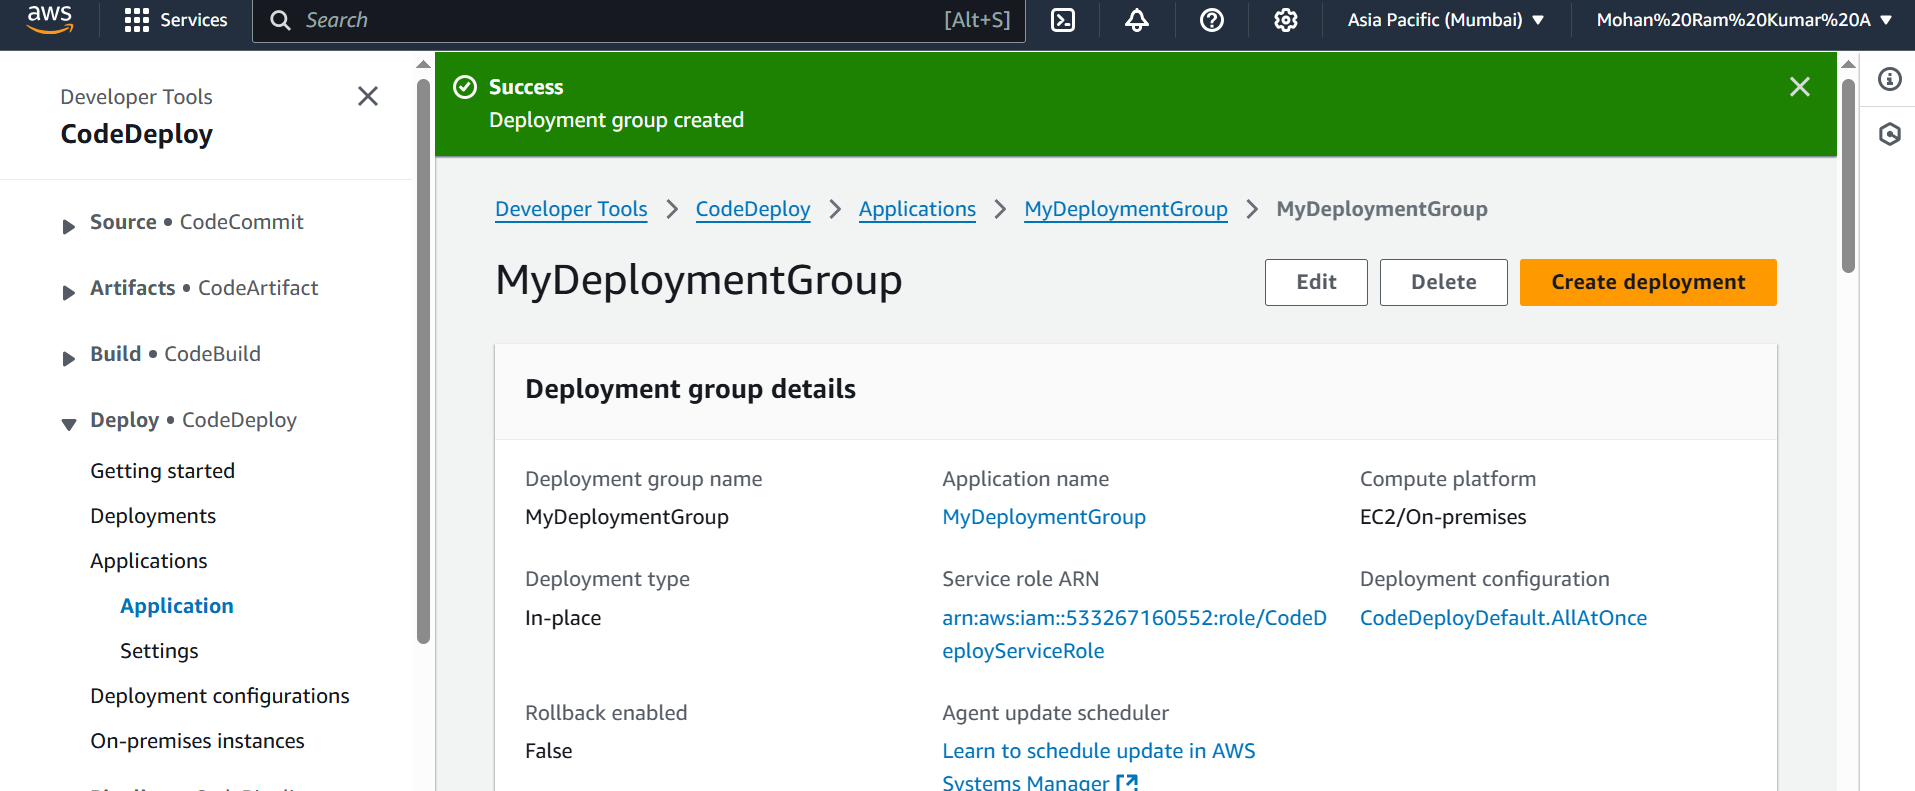 aws
Services
Search
[Alt+S]
Asia Pacific (Mumbai)
Mohan%20Ram%20Kumar%20A
Developer Tools
CodeDeploy
Source • CodeCommit
Artifacts • CodeArtifact
Build • CodeBuild
Deploy • CodeDeploy
Getting started
Deployments
Applications
Application
Settings
Deployment configurations
On-premises instances
Success
Deployment group created
Developer Tools > CodeDeploy > Applications > MyDeploymentGroup > MyDeploymentGroup
MyDeploymentGroup
Edit
Delete
Create deployment
Deployment group details
Deployment group name
MyDeploymentGroup
Application name
MyDeploymentGroup
Compute platform
EC2/On-premises
Deployment type
In-place
Service role ARN
arn:aws:iam::533267160552:role/CodeD
eployServiceRole
Deployment configuration
CodeDeployDefault.AllAtOnce
Rollback enabled
False
Agent update scheduler
Learn to schedule update in AWS
Systems Manager